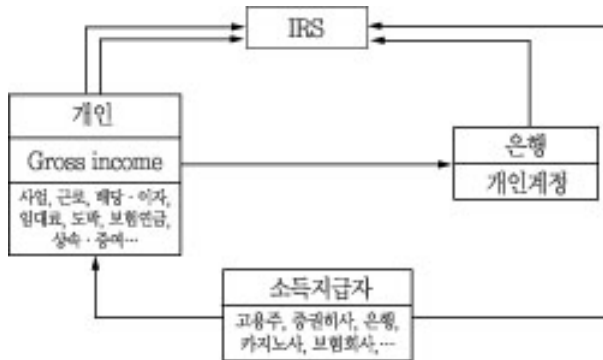 IRS
개인
Gross income
사업, 근로, 배당·이자,
임대료, 도박, 보험연금,
상속·증여…
은행
개인계정
소득지급자
고용주, 증권회사, 은행,
카지노사, 보험회사,…